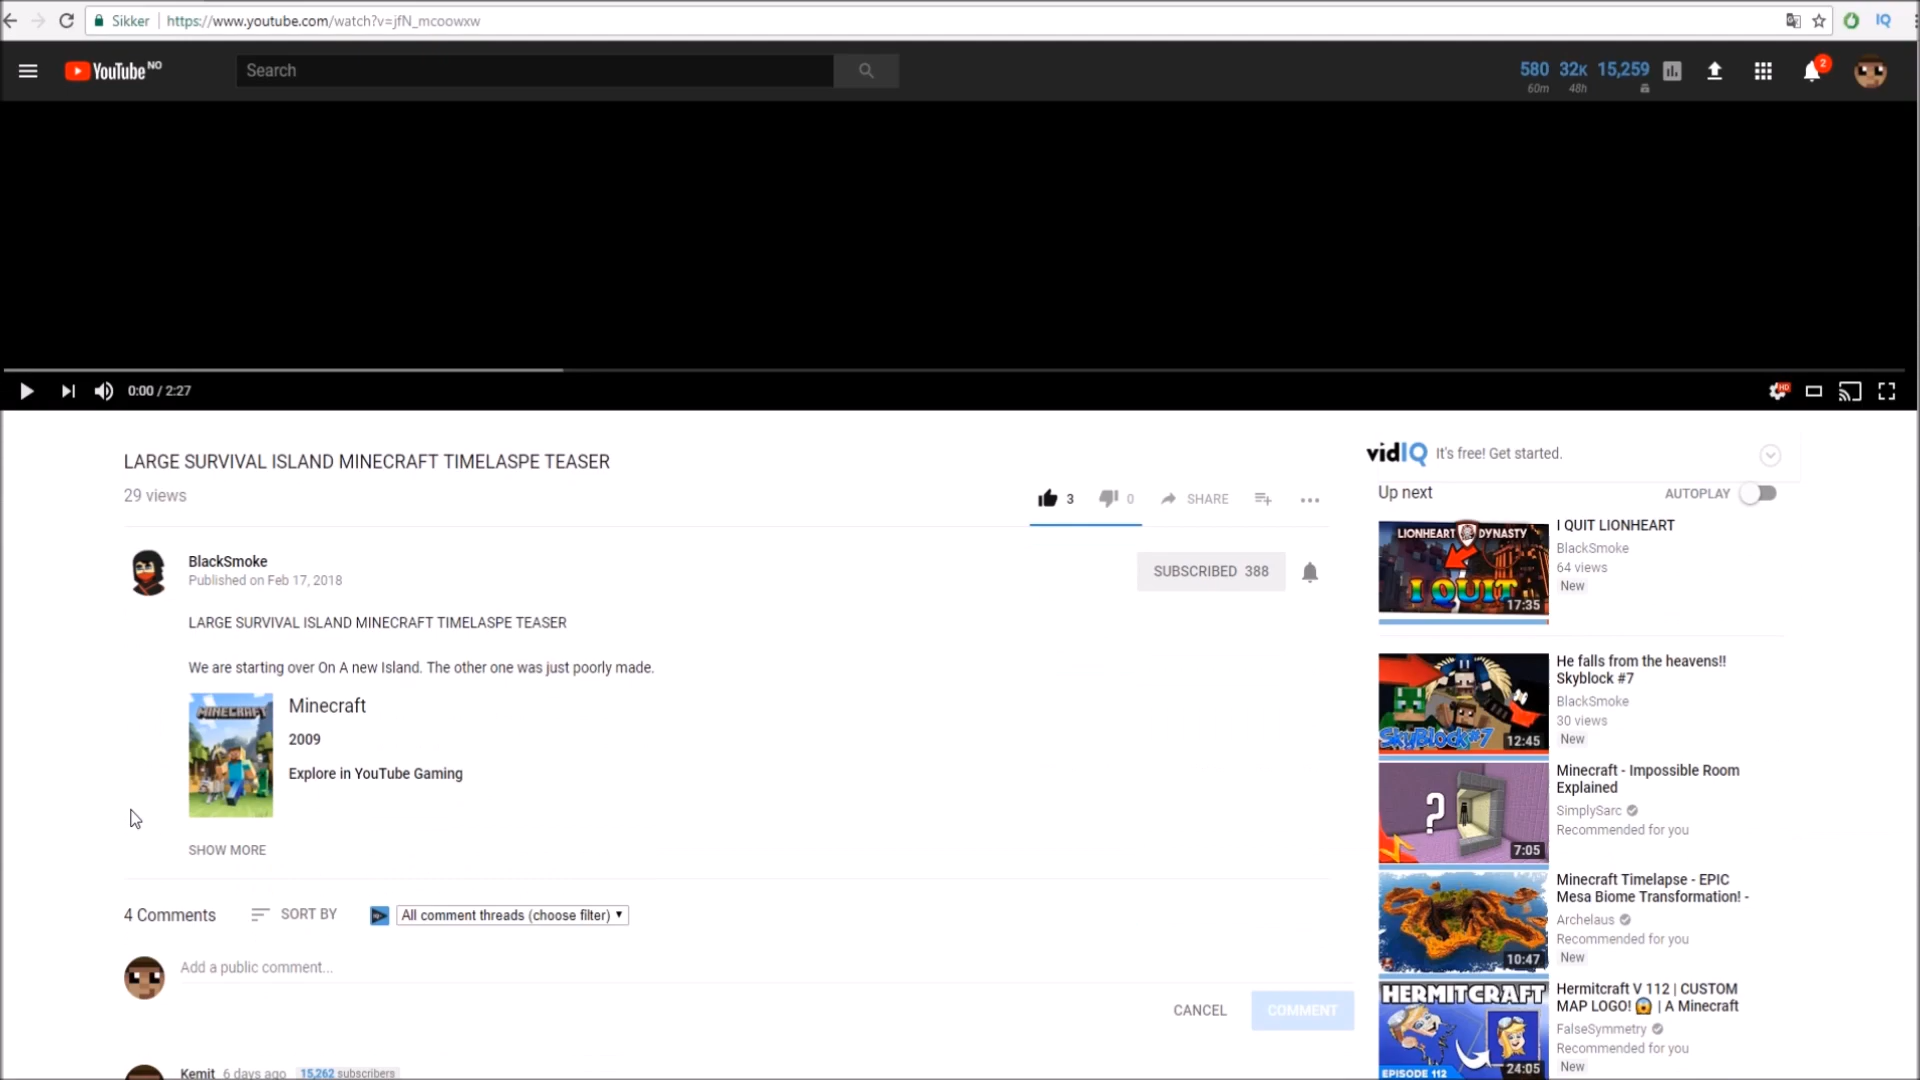 Sikker https://www.youtube.com/watch?v=jfN_mcoowxw
IQ
YouTube NO
Search
580 32K 15,259
60m 48h
2
0:00 / 2:27
HD
LARGE SURVIVAL ISLAND MINECRAFT TIMELASPE TEASER
29 views
3 0 SHARE
BlackSmoke
Published on Feb 17, 2018
SUBSCRIBED 388
LARGE SURVIVAL ISLAND MINECRAFT TIMELASPE TEASER
We are starting over On A new Island. The other one was just poorly made.
MINECRAFT
Minecraft
2009
Explore in YouTube Gaming
SHOW MORE
4 Comments SORT BY All comment threads (choose filter)
Add a public comment...
CANCEL COMMENT
Kemit 6 days ago 15,262 subscribers
vidIQ It's free! Get started.
Up next AUTOPLAY
LIONHEART DYNASTY
I QUIT
17:35
I QUIT LIONHEART
BlackSmoke
64 views
New
SKYBLOCK#7
12:45
He falls from the heavens!!
Skyblock #7
BlackSmoke
30 views
New
?
7:05
Minecraft - Impossible Room
Explained
SimplySarc
Recommended for you
10:47
Minecraft Timelapse - EPIC
Mesa Biome Transformation! -
Archelaus
Recommended for you
New
HERMITCRAFT
EPISODE 112
24:05
Hermitcraft V 112 | CUSTOM
MAP LOGO! 😱 | A Minecraft
FalseSymmetry
Recommended for you
New